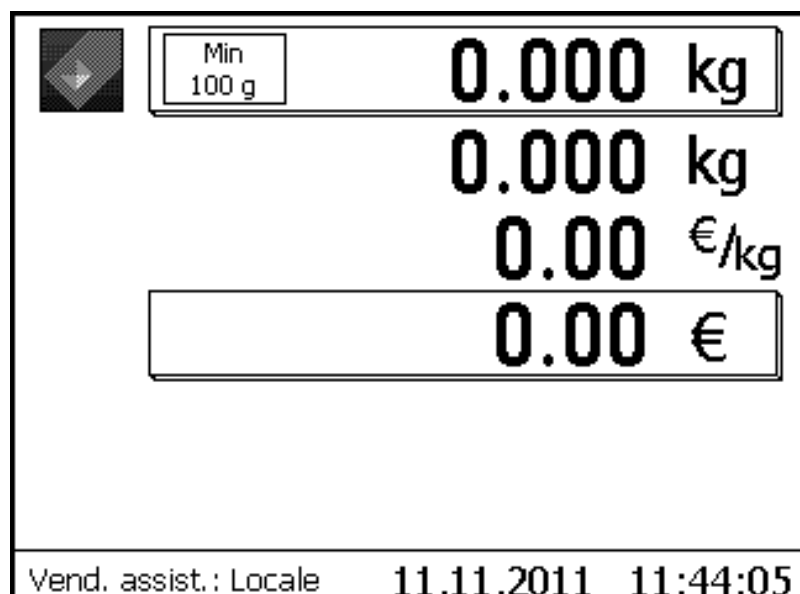 Min
100 g
0.000 kg
0.000 kg
0.00 €/kg
0.00 €
Vend. assist.: Locale 11.11.2011 11:44:05